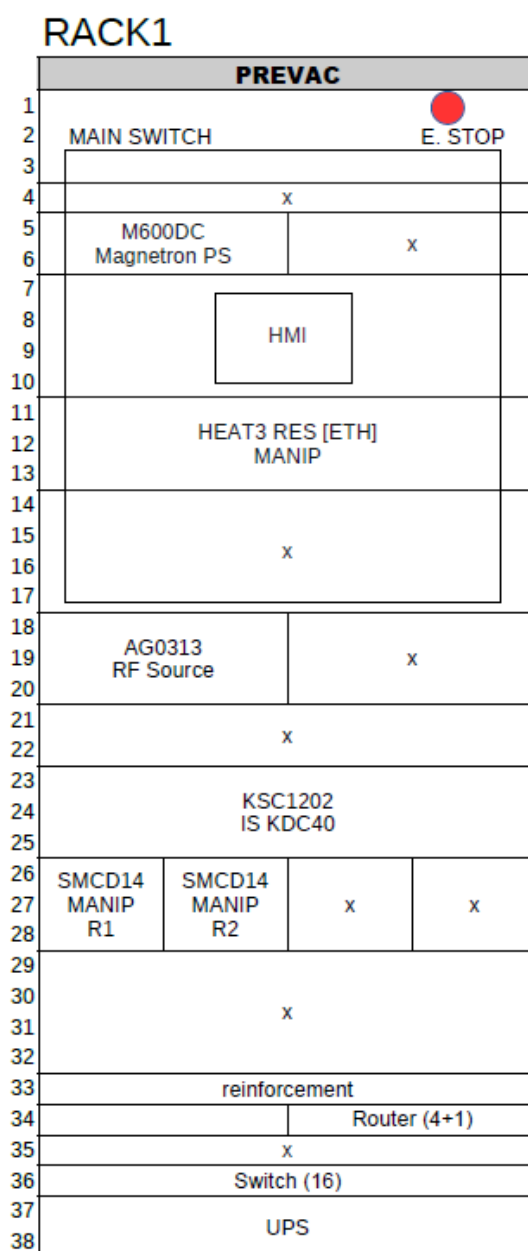 RACK1
PREVAC
1
2 MAIN SWITCH E. STOP
3
4 x
5 M600DC
6 Magnetron PS x
7
8 HMI
9
10
11
12 HEAT3 RES [ETH]
13 MANIP
14
15
16 x
17
18
19 AG0313 x
20 RF Source
21
22 x
23
24 KSC1202
25 IS KDC40
26 SMCD14 SMCD14
27 MANIP MANIP x x
28 R1 R2
29
30
31 x
32
33 reinforcement
34 Router (4+1)
35 x
36 Switch (16)
37
38 UPS